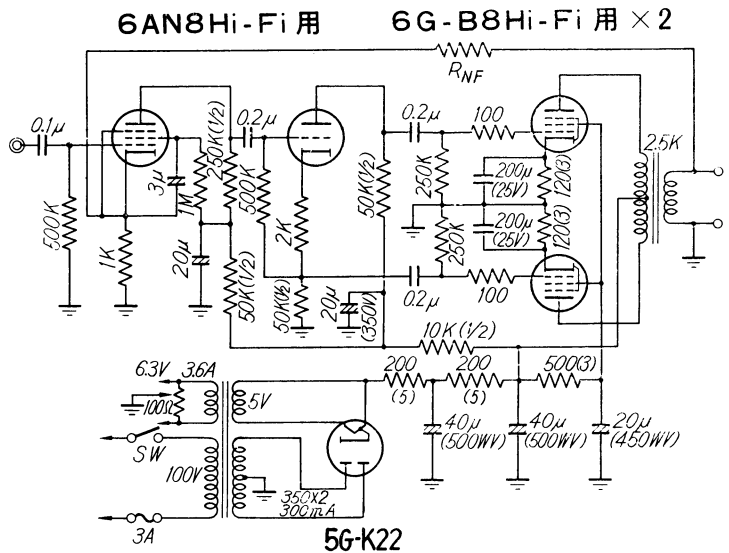 6AN8Hi-Fi用
6G-B8Hi-Fi用×2
RNF
0.1μ
3μ
1M
250K(1/2)
0.2μ
500K
2K
50K(1/2)
0.2μ
100
250K
200μ
(25V)
120(3)
2.5K
500K
1K
20μ
50K(1/2)
50K(1/2)
20μ
(350V)
250K
200μ
(25V)
120(3)
0.2μ
100
10K(1/2)
6.3V
3.6A
100Ω
5V
200
(5)
200
(5)
500(3)
40μ
(500WV)
40μ
(500WV)
20μ
(450WV)
SW
100V
350X2
300mA
3A
5G-K22